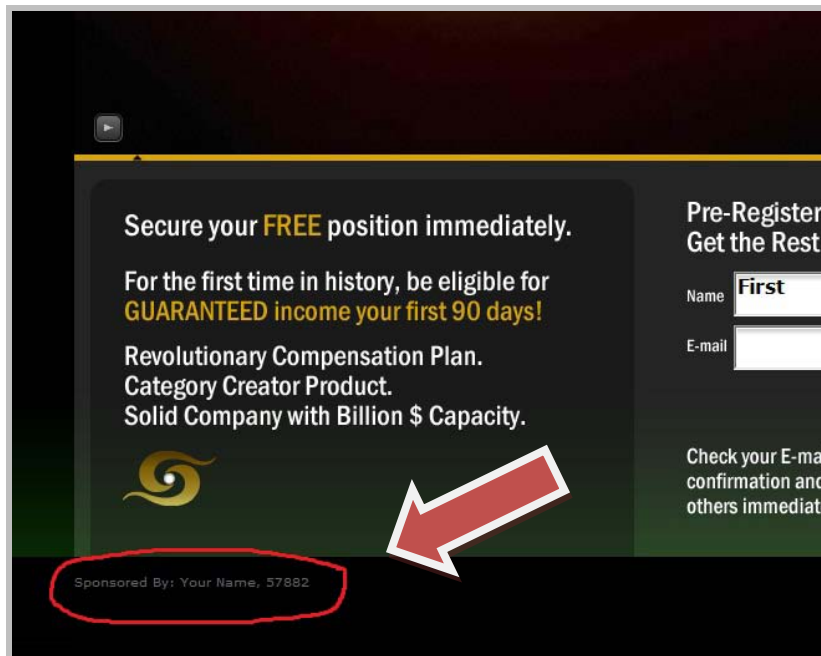 Secure your FREE position immediately.
For the first time in history, be eligible for
GUARANTEED income your first 90 days!
Revolutionary Compensation Plan.
Category Creator Product.
Solid Company with Billion $ Capacity.
Pre-Register
Get the Rest
Name First
E-mail
Check your E-ma
confirmation and
others immediat
Sponsored By: Your Name, 57882